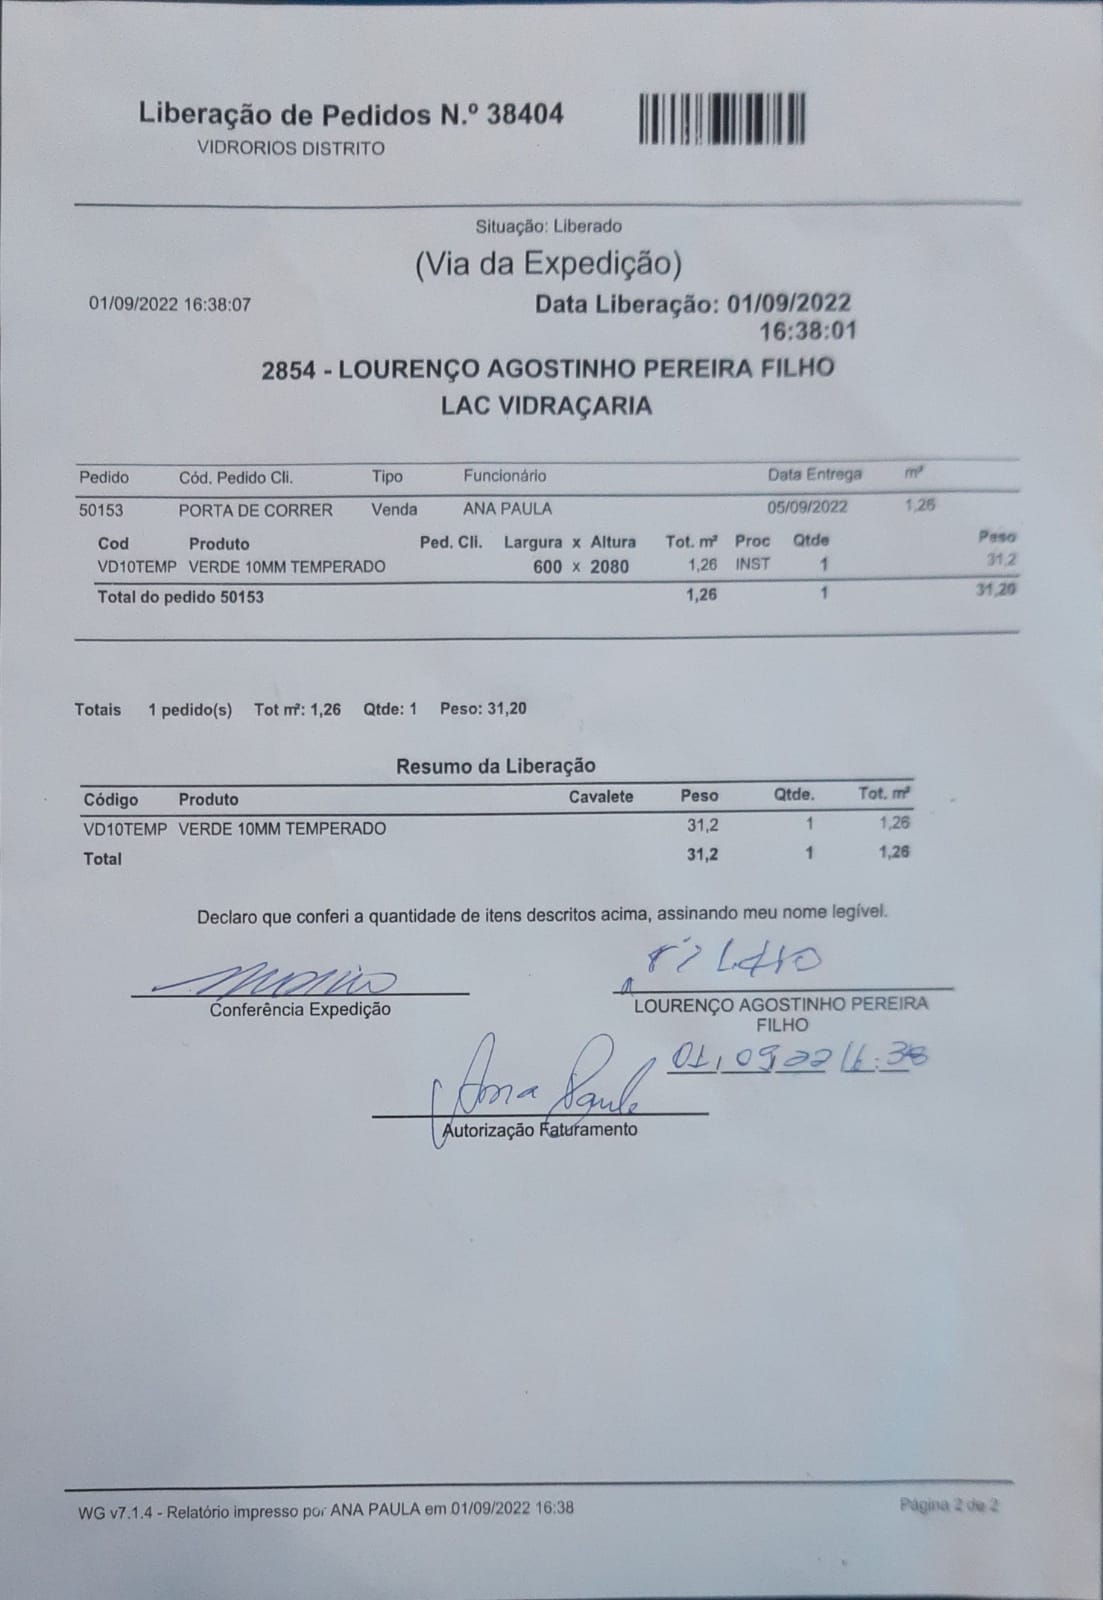 Liberação de Pedidos N.º 38404
VIDRORIOS DISTRITO
Situação: Liberado
(Via da Expedição)
01/09/2022 16:38:07
Data Liberação: 01/09/2022
16:38:01
2854 - LOURENÇO AGOSTINHO PEREIRA FILHO
LAC VIDRAÇARIA
Pedido Cód. Pedido Cli. Tipo Funcionário Data Entrega m²
50153 PORTA DE CORRER Venda ANA PAULA 05/09/2022 1,26
Cod Produto Ped. Cli. Largura x Altura Tot. m² Proc Qtde Peso
VD10TEMP VERDE 10MM TEMPERADO 600 x 2080 1,26 INST 1 31,2
Total do pedido 50153 1,26 1 31,20
Totais 1 pedido(s) Tot m²: 1,26 Qtde: 1 Peso: 31,20
Resumo da Liberação
Código Produto Cavalete Peso Qtde. Tot. m²
VD10TEMP VERDE 10MM TEMPERADO 31,2 1 1,26
Total 31,2 1 1,26
Declaro que conferi a quantidade de itens descritos acima, assinando meu nome legível.
Conferência Expedição
LOURENÇO AGOSTINHO PEREIRA
FILHO
01,09,22 16:38
Ana Paula
Autorização Faturamento
WG v7.1.4 - Relatório impresso por ANA PAULA em 01/09/2022 16:38
Página 2 de 2